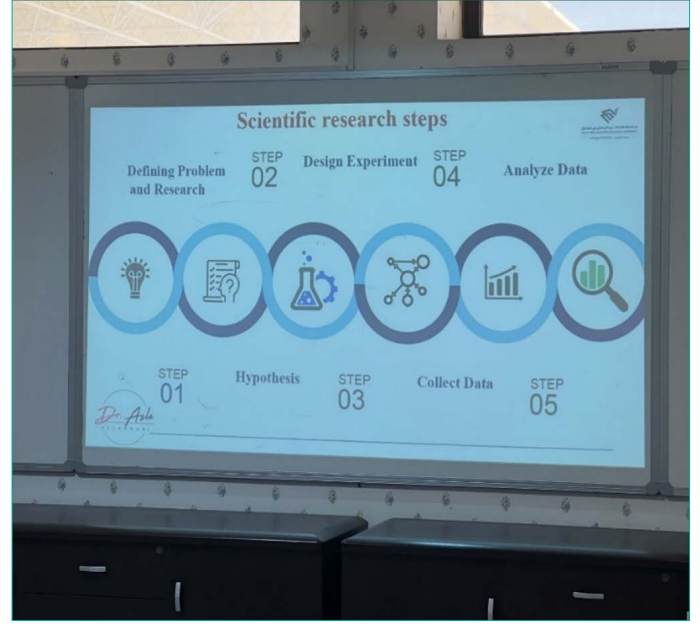 Scientific research steps
Defining Problem
and Research
STEP
02
Design Experiment
STEP
04
Analyze Data
STEP
01
Hypothesis
STEP
03
Collect Data
STEP
05
Dr. Azla